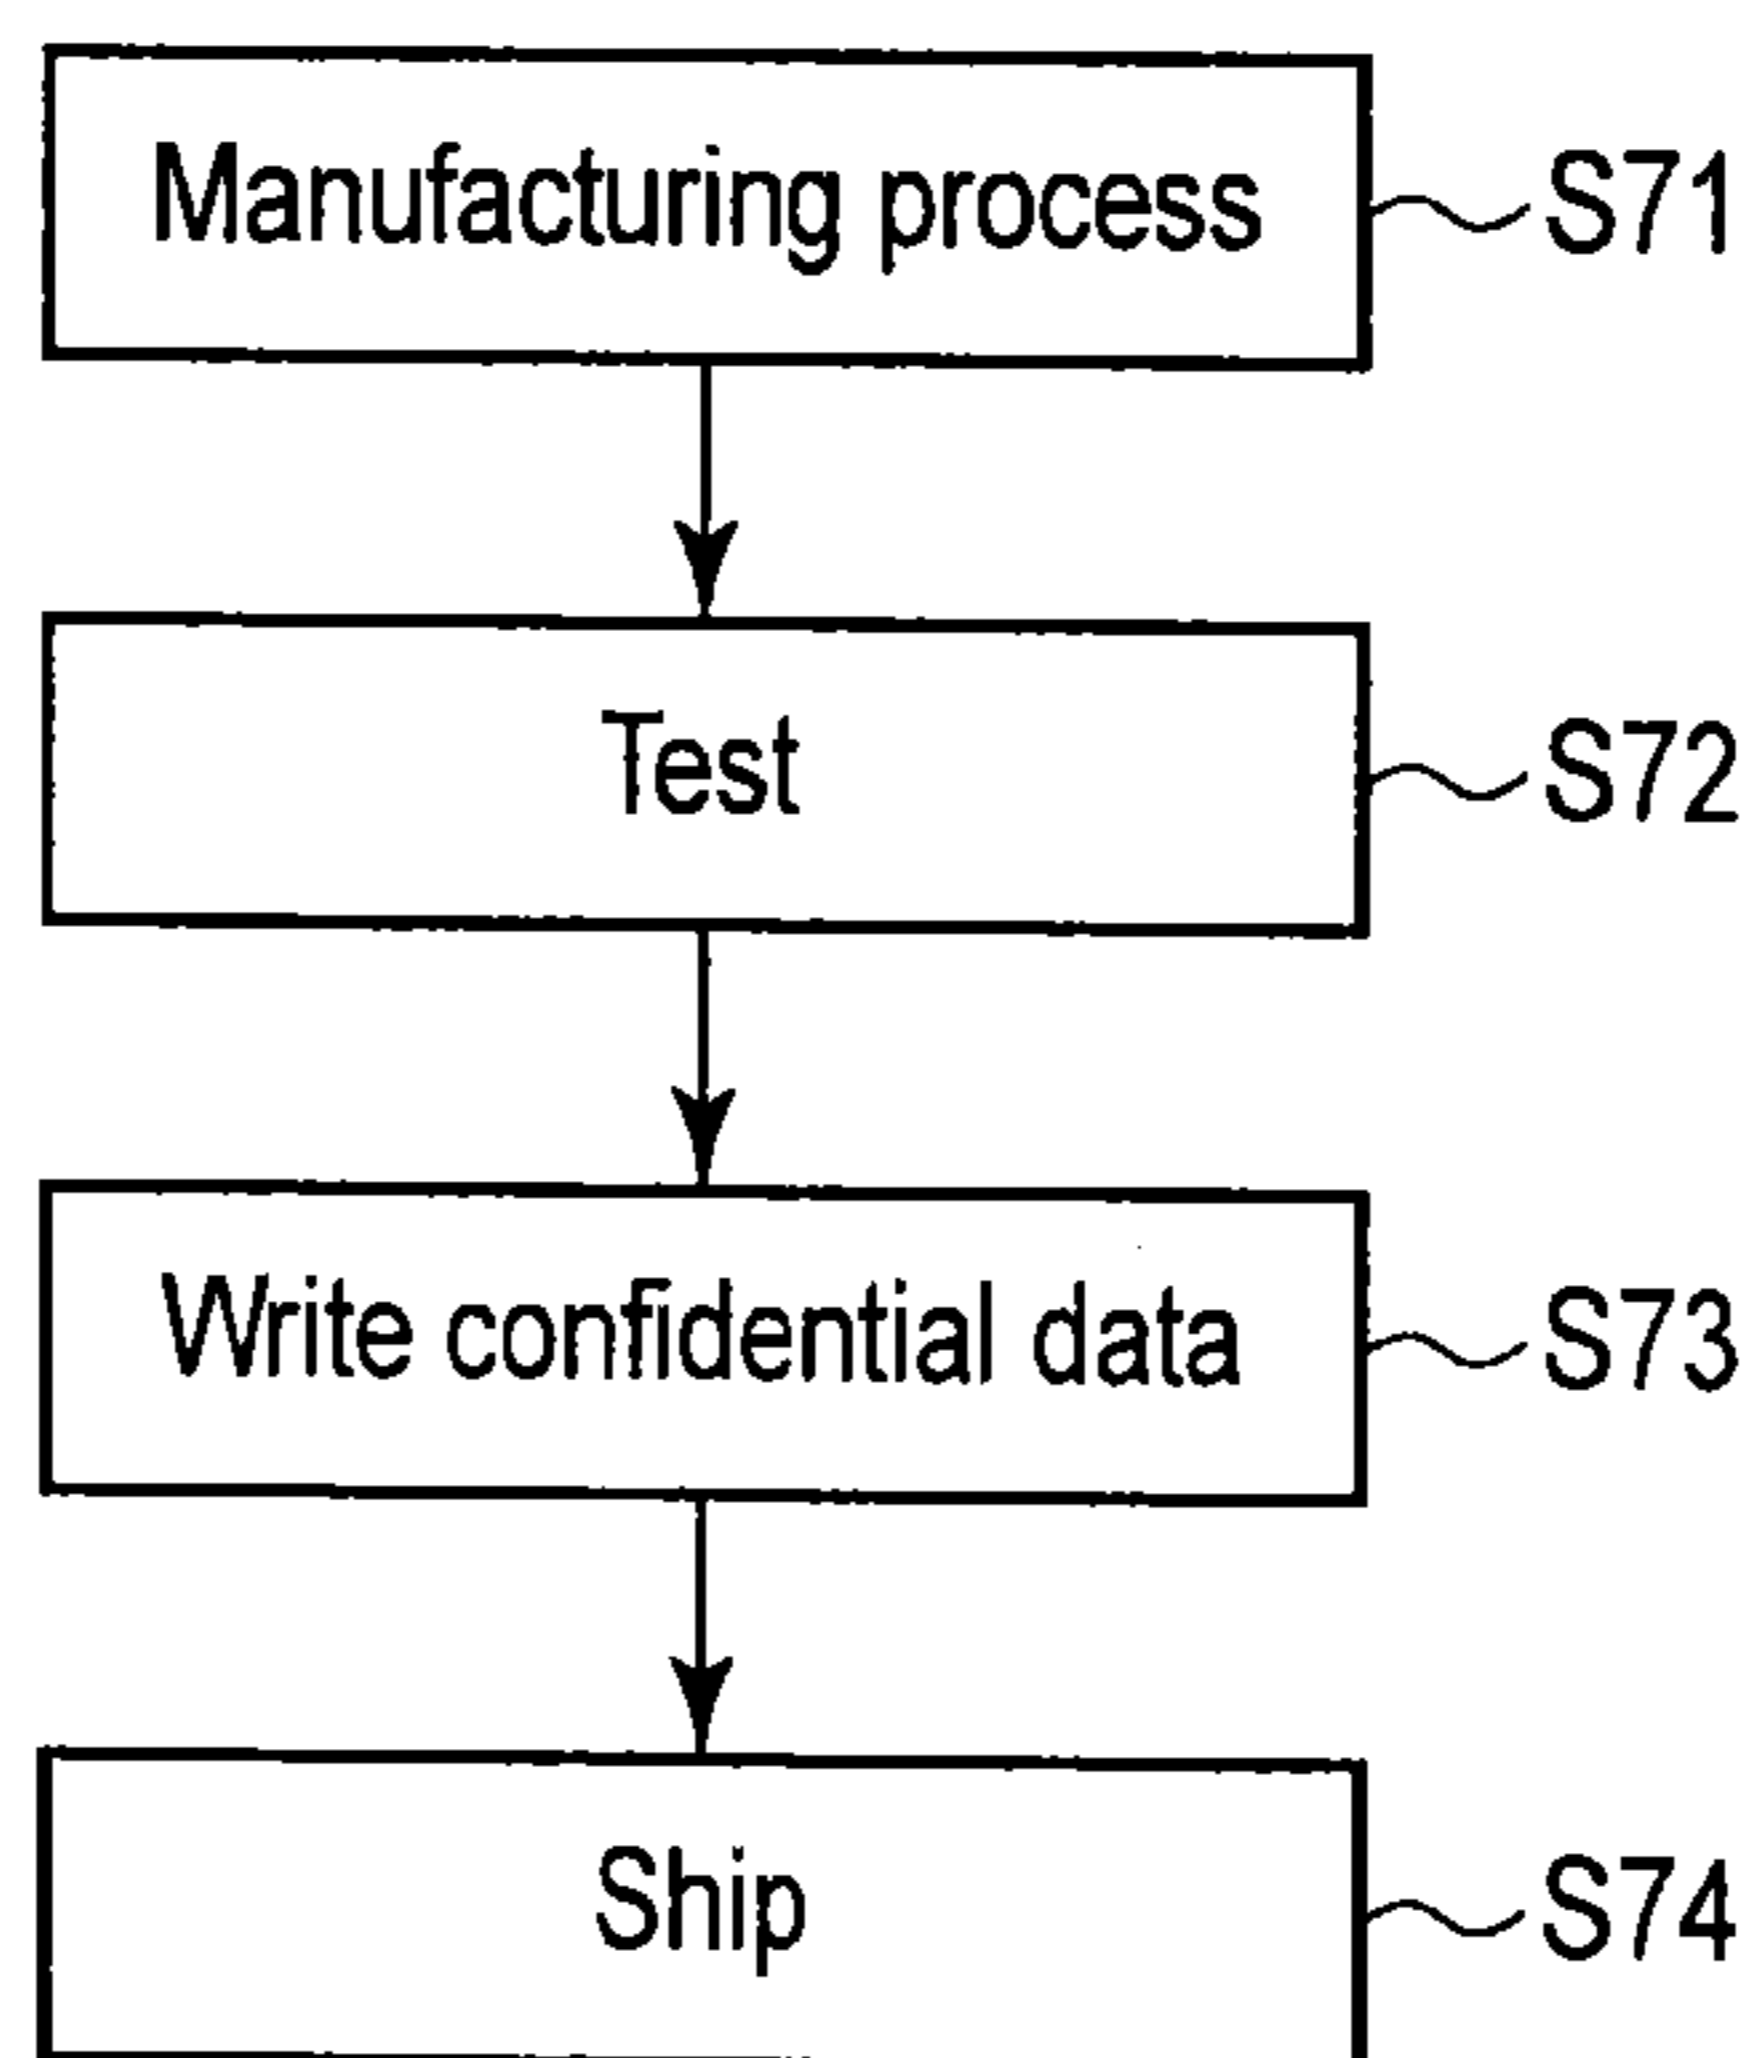 Manufacturing process S71
Test S72
Write confidential data S73
Ship S74